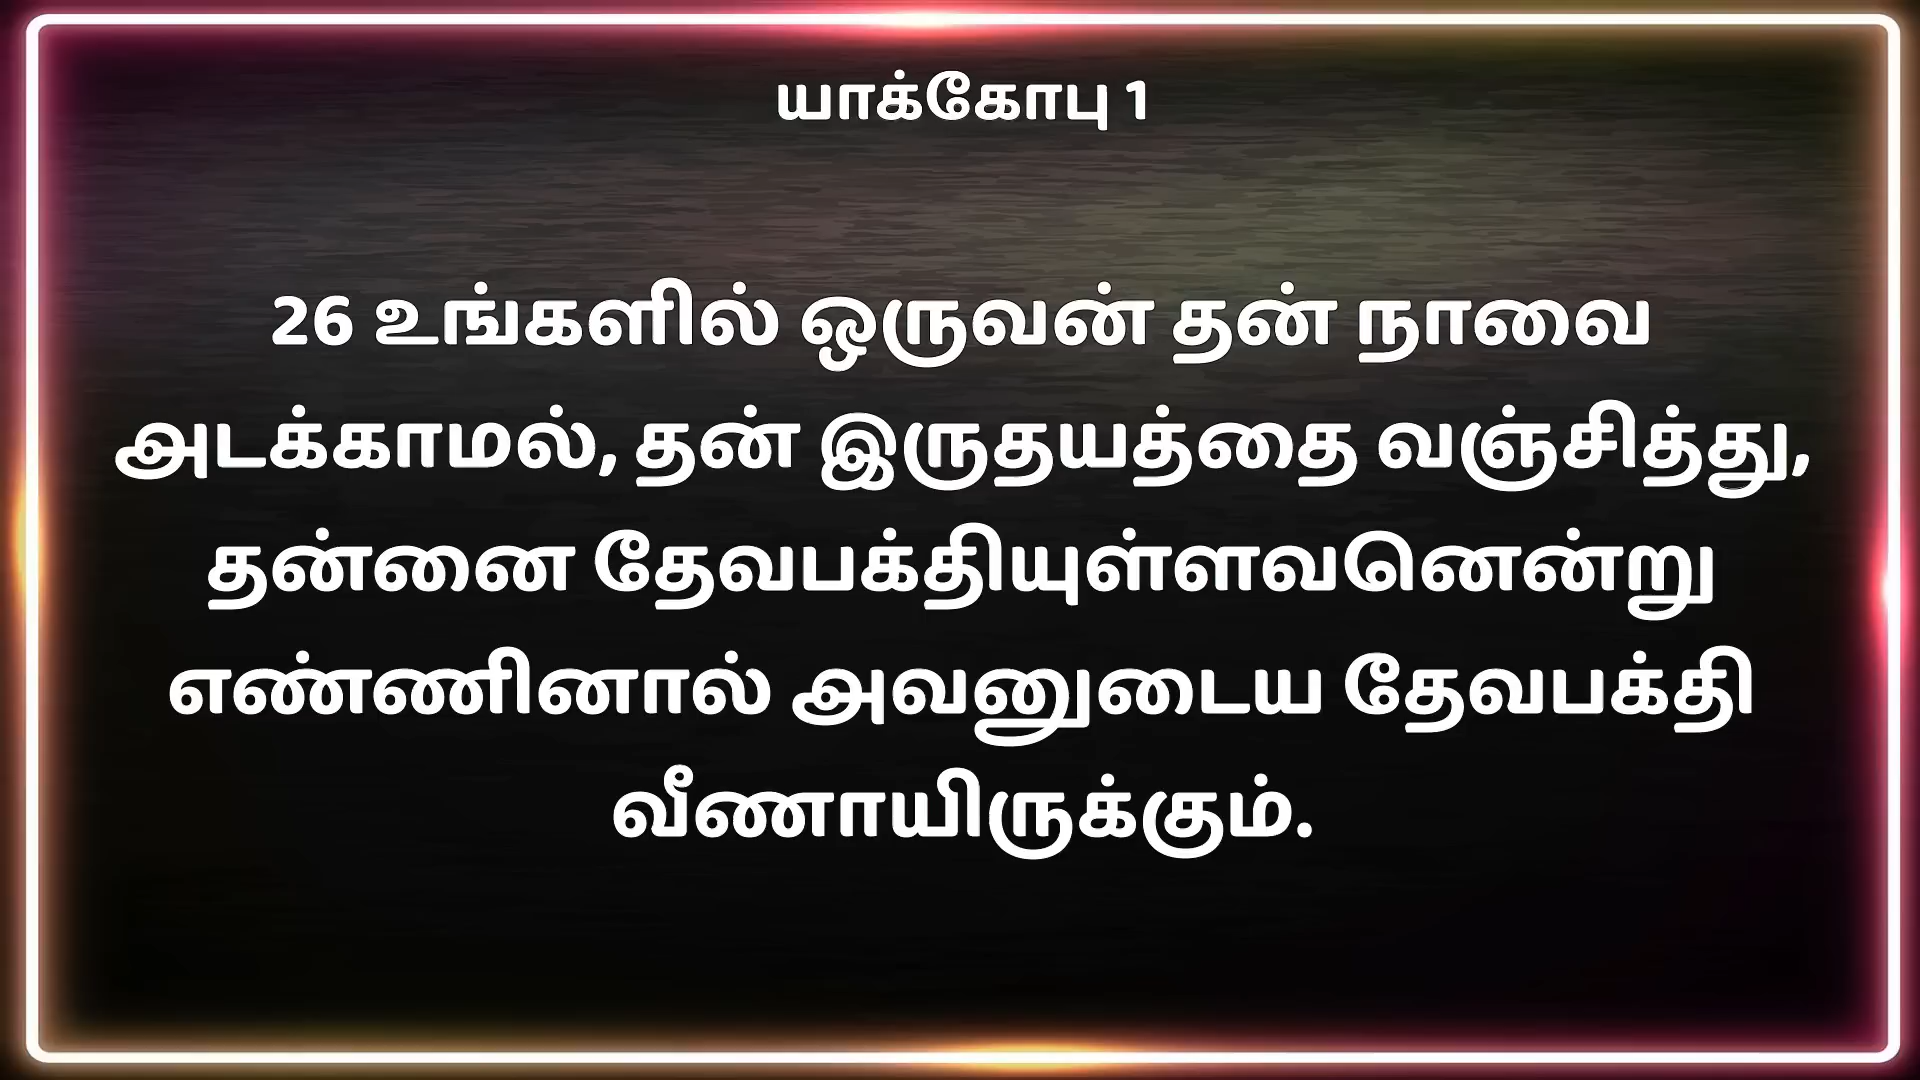 யாக்கோபு 1
26 உங்களில் ஒருவன் தன் நாவை
அடக்காமல், தன் இருதயத்தை வஞ்சித்து,
தன்னை தேவபக்தியுள்ளவனென்று
எண்ணினால் அவனுடைய தேவபக்தி
வீணாயிருக்கும்.